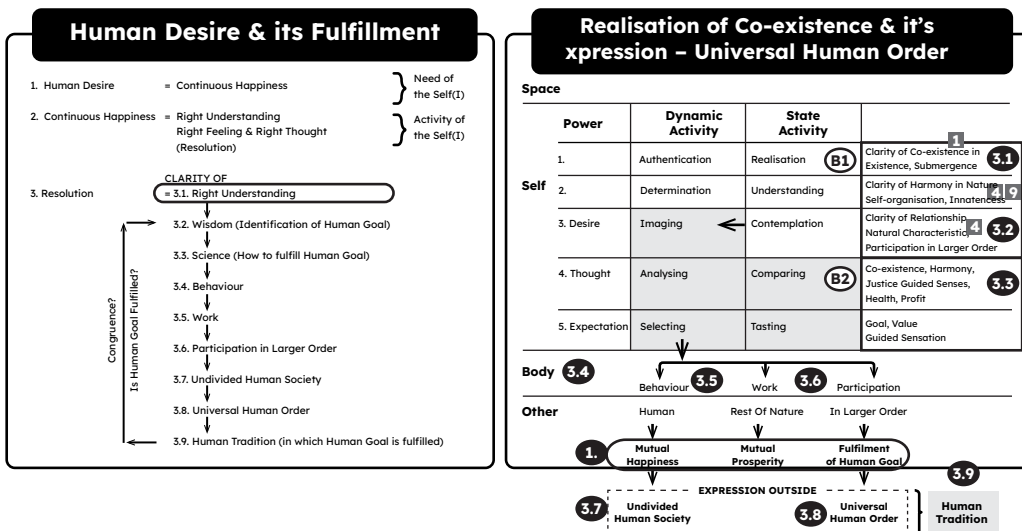 Human Desire & its Fulfillment
1. Human Desire = Continuous Happiness
Need of
the Self(I)
2. Continuous Happiness = Right Understanding
Right Feeling & Right Thought
(Resolution)
Activity of
the Self(I)
CLARITY OF
3. Resolution = 3.1. Right Understanding
3.2. Wisdom (Identification of Human Goal)
3.3. Science (How to fulfill Human Goal)
3.4. Behaviour
3.5. Work
3.6. Participation in Larger Order
3.7. Undivided Human Society
3.8. Universal Human Order
3.9. Human Tradition (in which Human Goal is fulfilled)
Congruence?
Is Human Goal Fulfilled?
Realisation of Co-existence & it's
xpression – Universal Human Order
Space
Power
Dynamic
Activity
State
Activity
Self
1. Authentication Realisation B1
Clarity of Co-existence in
Existence, Submergence
1
3.1
2. Determination Understanding
Clarity of Harmony in Nature
Self-organisation, Innateness
4 9
3. Desire Imaging Contemplation
Clarity of Relationship
Natural Characteristic,
Participation in Larger Order
4
3.2
4. Thought Analysing Comparing B2
Co-existence, Harmony,
Justice Guided Senses,
Health, Profit
3.3
5. Expectation Selecting Tasting
Goal, Value
Guided Sensation
Body 3.4
Behaviour 3.5 Work 3.6 Participation
Other Human Rest Of Nature In Larger Order
1.
Mutual
Happiness
Mutual
Prosperity
Fulfilment
of Human Goal
3.9
EXPRESSION OUTSIDE
3.7 Undivided
Human Society
3.8 Universal
Human Order
Human
Tradition